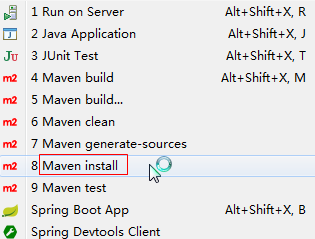 1 Run on Server Alt+Shift+X, R
2 Java Application Alt+Shift+X, J
Ju 3 JUnit Test Alt+Shift+X, T
m2 4 Maven build Alt+Shift+X, M
m2 5 Maven build...
m2 6 Maven clean
m2 7 Maven generate-sources
m2 8 Maven install
m2 9 Maven test
Spring Boot App Alt+Shift+X, B
Spring Devtools Client